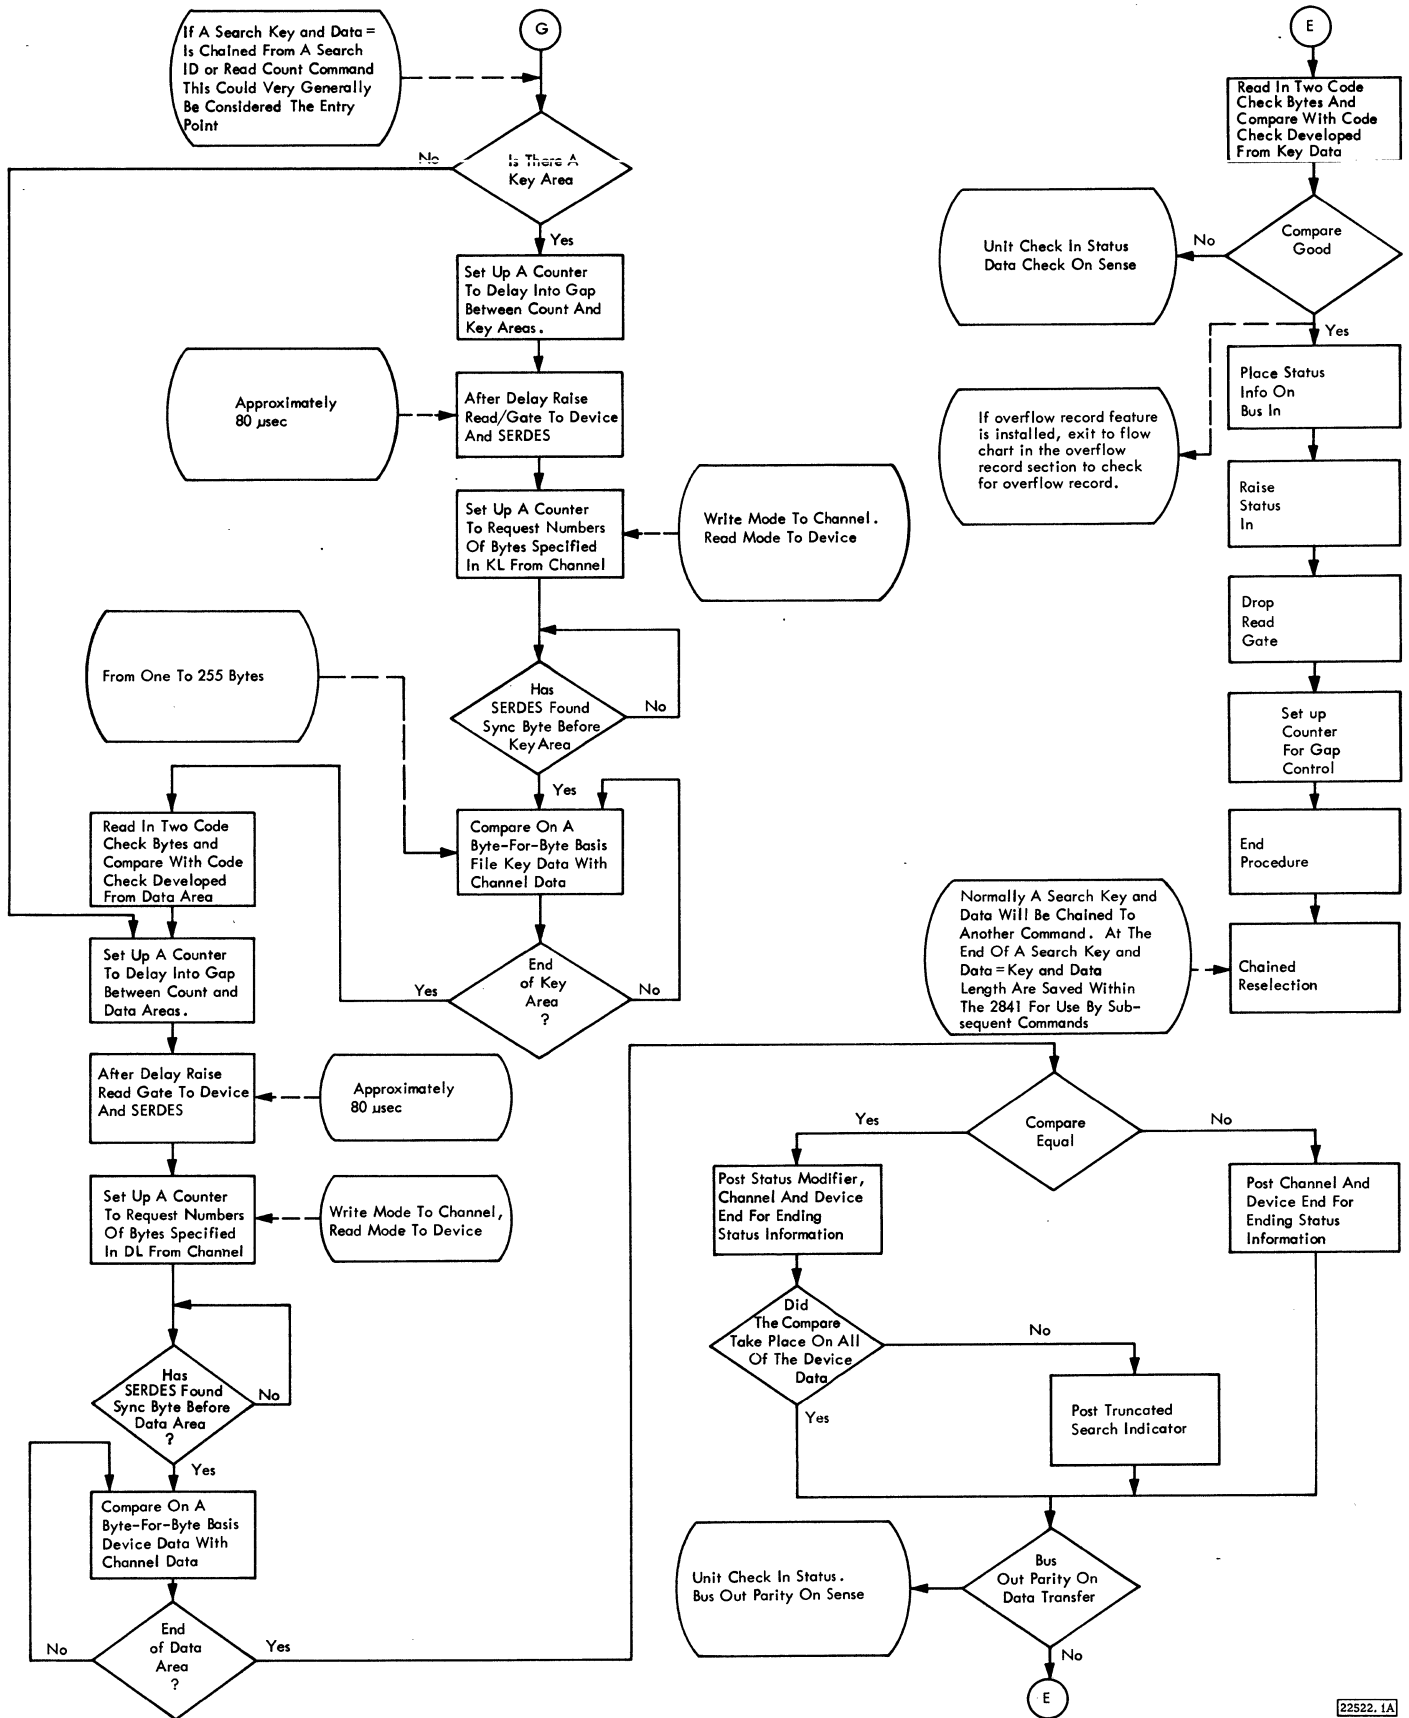 G
If A Search Key and Data =
Is Chained From A Search
ID or Read Count Command
This Could Very Generally
Be Considered The Entry
Point
No
Is There A
Key Area
Yes
Set Up A Counter
To Delay Into Gap
Between Count And
Key Areas.
Approximately
80 µsec
After Delay Raise
Read/Gate To Device
And SERDES
Set Up A Counter
To Request Numbers
Of Bytes Specified
In KL From Channel
Write Mode To Channel.
Read Mode To Device
Has
SERDES Found
Sync Byte Before
Key Area
No
Yes
From One To 255 Bytes
Compare On A
Byte-For-Byte Basis
File Key Data With
Channel Data
End
of Key
Area
?
Yes
No
Read In Two Code
Check Bytes and
Compare With Code
Check Developed
From Data Area
Set Up A Counter
To Delay Into Gap
Between Count and
Data Areas.
After Delay Raise
Read Gate To Device
And SERDES
Approximately
80 µsec
Set Up A Counter
To Request Numbers
Of Bytes Specified
In DL From Channel
Write Mode To Channel,
Read Mode To Device
Has
SERDES Found
Sync Byte Before
Data Area
?
No
Yes
Compare On A
Byte-For-Byte Basis
Device Data With
Channel Data
End
of Data
Area
?
No
Yes
Compare
Equal
Yes
No
Post Status Modifier,
Channel And Device
End For Ending
Status Information
Post Channel And
Device End For
Ending Status
Information
Did
The Compare
Take Place On All
Of The Device
Data
No
Yes
Post Truncated
Search Indicator
Bus
Out Parity On
Data Transfer
Unit Check In Status.
Bus Out Parity On Sense
No
E
E
Read In Two Code
Check Bytes And
Compare With Code
Check Developed
From Key Data
Compare
Good
No
Unit Check In Status
Data Check On Sense
Yes
If overflow record feature
is installed, exit to flow
chart in the overflow
record section to check
for overflow record.
Place Status
Info On
Bus In
Raise
Status
In
Drop
Read
Gate
Set up
Counter
For Gap
Control
End
Procedure
Normally A Search Key and
Data Will Be Chained To
Another Command. At The
End Of A Search Key and
Data = Key and Data
Length Are Saved Within
The 2841 For Use By Sub-
sequent Commands
Chained
Reselection
22522.1A